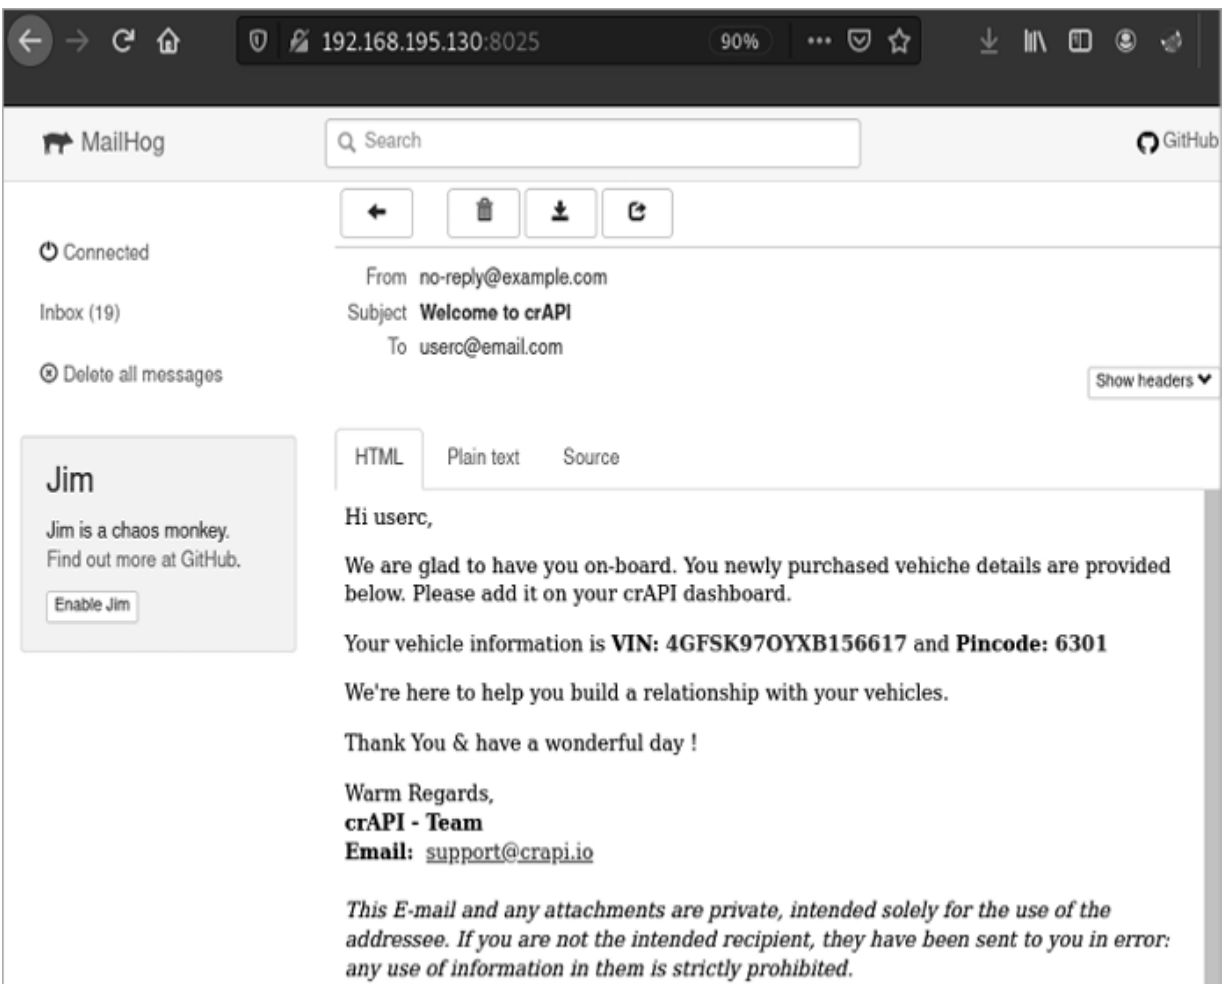 192.168.195.130:8025 90%
MailHog Search GitHub
Connected
Inbox (19)
Delete all messages
From no-reply@example.com
Subject Welcome to crAPI
To userc@email.com
Show headers
Jim
Jim is a chaos monkey.
Find out more at GitHub.
Enable Jim
HTML Plain text Source
Hi userc,
We are glad to have you on-board. You newly purchased vehiche details are provided
below. Please add it on your crAPI dashboard.
Your vehicle information is VIN: 4GFSK97OYXB156617 and Pincode: 6301
We're here to help you build a relationship with your vehicles.
Thank You & have a wonderful day !
Warm Regards,
crAPI - Team
Email: support@crapi.io
This E-mail and any attachments are private, intended solely for the use of the
addressee. If you are not the intended recipient, they have been sent to you in error:
any use of information in them is strictly prohibited.